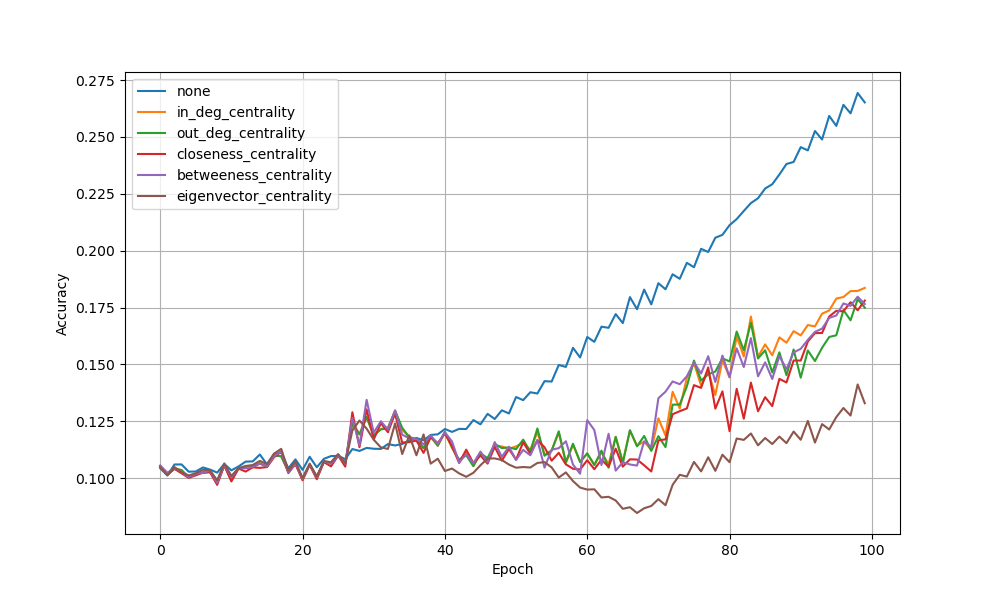 0.275
0.250
0.225
0.200
0.175
0.150
0.125
0.100
Accuracy
none
in_deg_centrality
out_deg_centrality
closeness_centrality
betweeness_centrality
eigenvector_centrality
0 20 40 60 80 100
Epoch